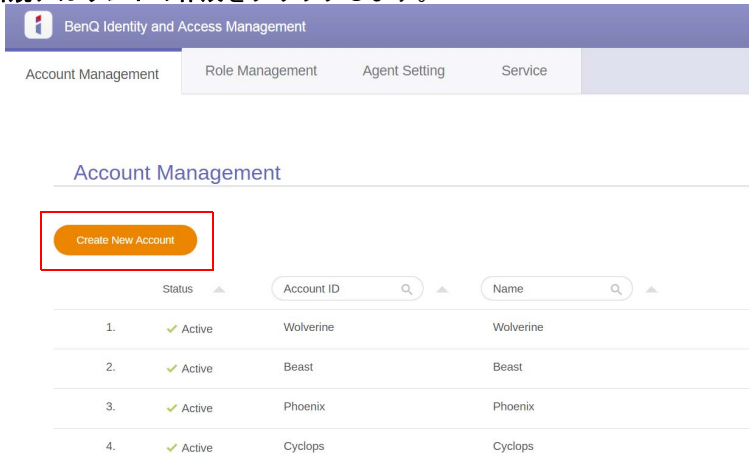 BenQ Identity and Access Management
Account Management Role Management Agent Setting Service
Account Management
Create New Account
Status Account ID Name
1. Active Wolverine Wolverine
2. Active Beast Beast
3. Active Phoenix Phoenix
4. Active Cyclops Cyclops